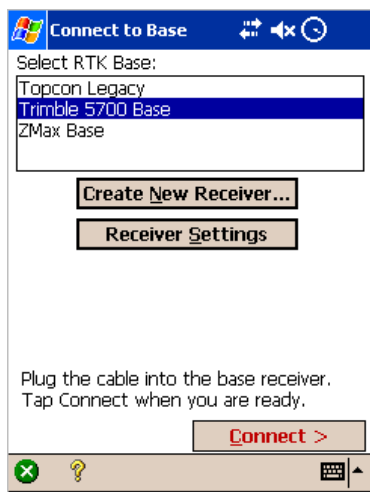 Connect to Base
Select RTK Base:
Topcon Legacy
Trimble 5700 Base
ZMax Base
Create New Receiver...
Receiver Settings
Plug the cable into the base receiver.
Tap Connect when you are ready.
Connect >
?